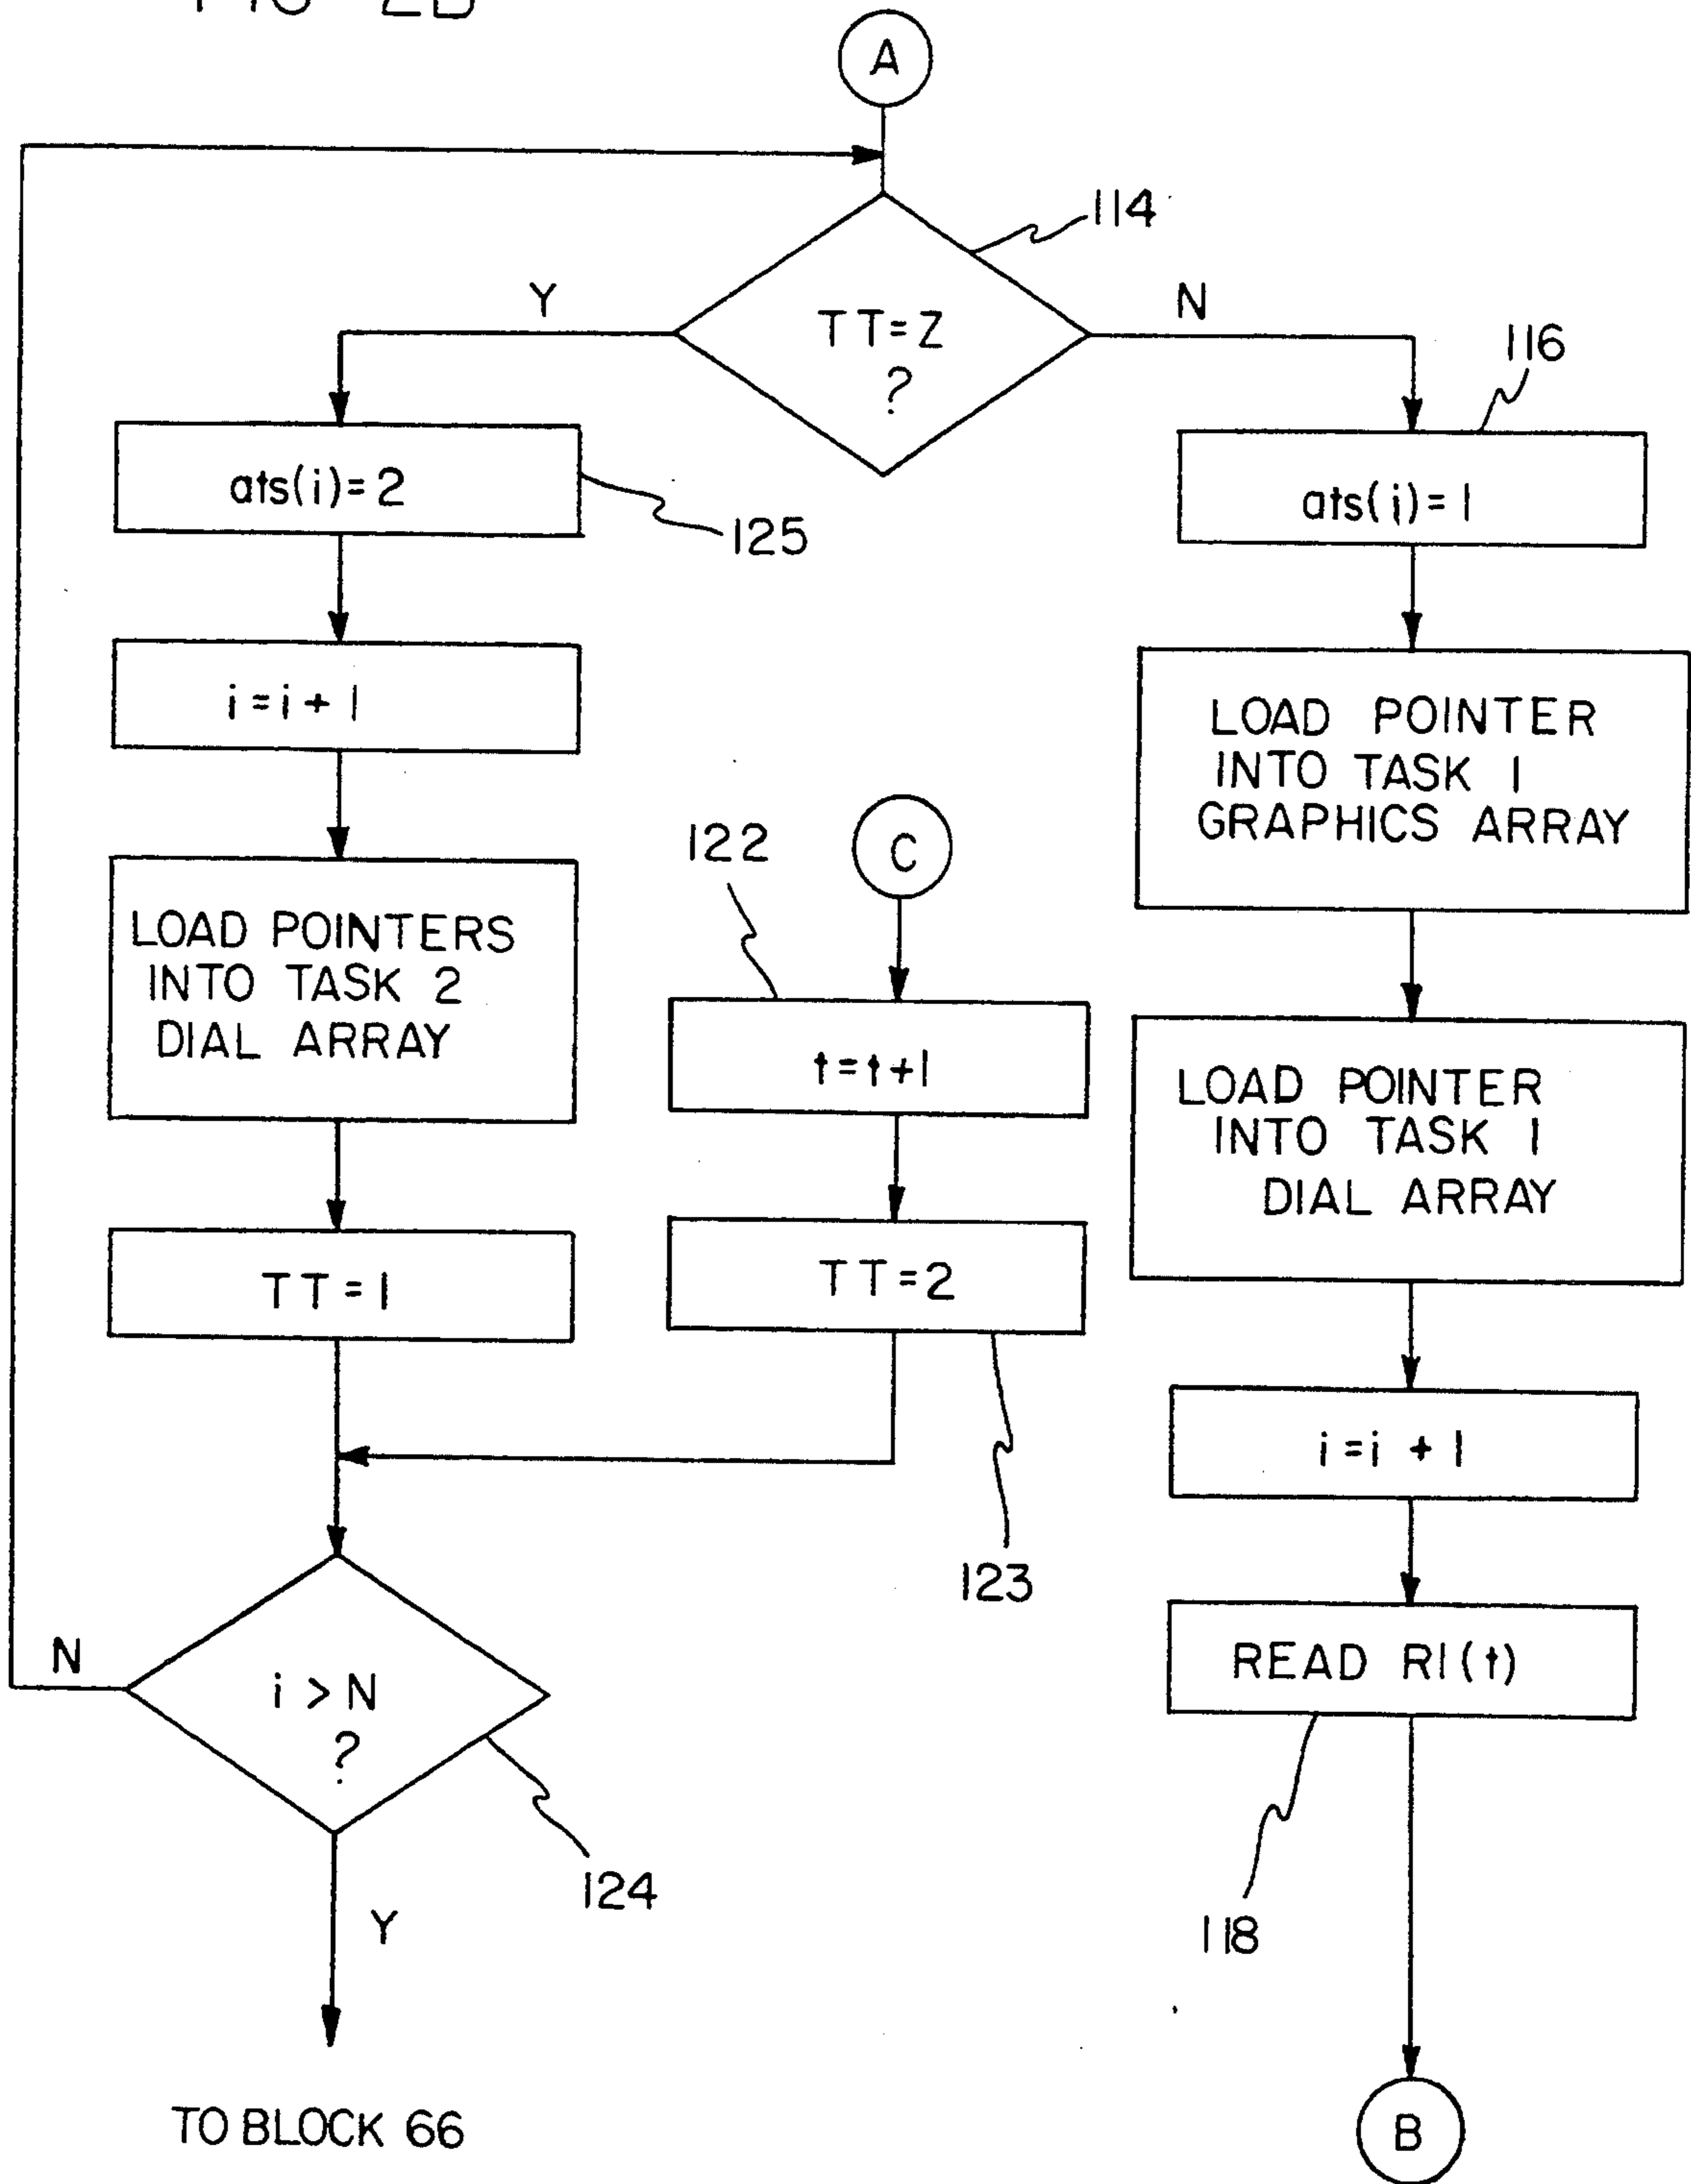 FIG 2B
A
114
Y
N
TT=Z
?
116
ats(i)=2
125
ats(i)=1
i=i+1
LOAD POINTER
INTO TASK 1
GRAPHICS ARRAY
122
C
LOAD POINTERS
INTO TASK 2
DIAL ARRAY
t=t+1
LOAD POINTER
INTO TASK 1
DIAL ARRAY
TT=1
TT=2
i=i+1
123
N
i>N
?
READ RI(t)
124
118
Y
TO BLOCK 66
B